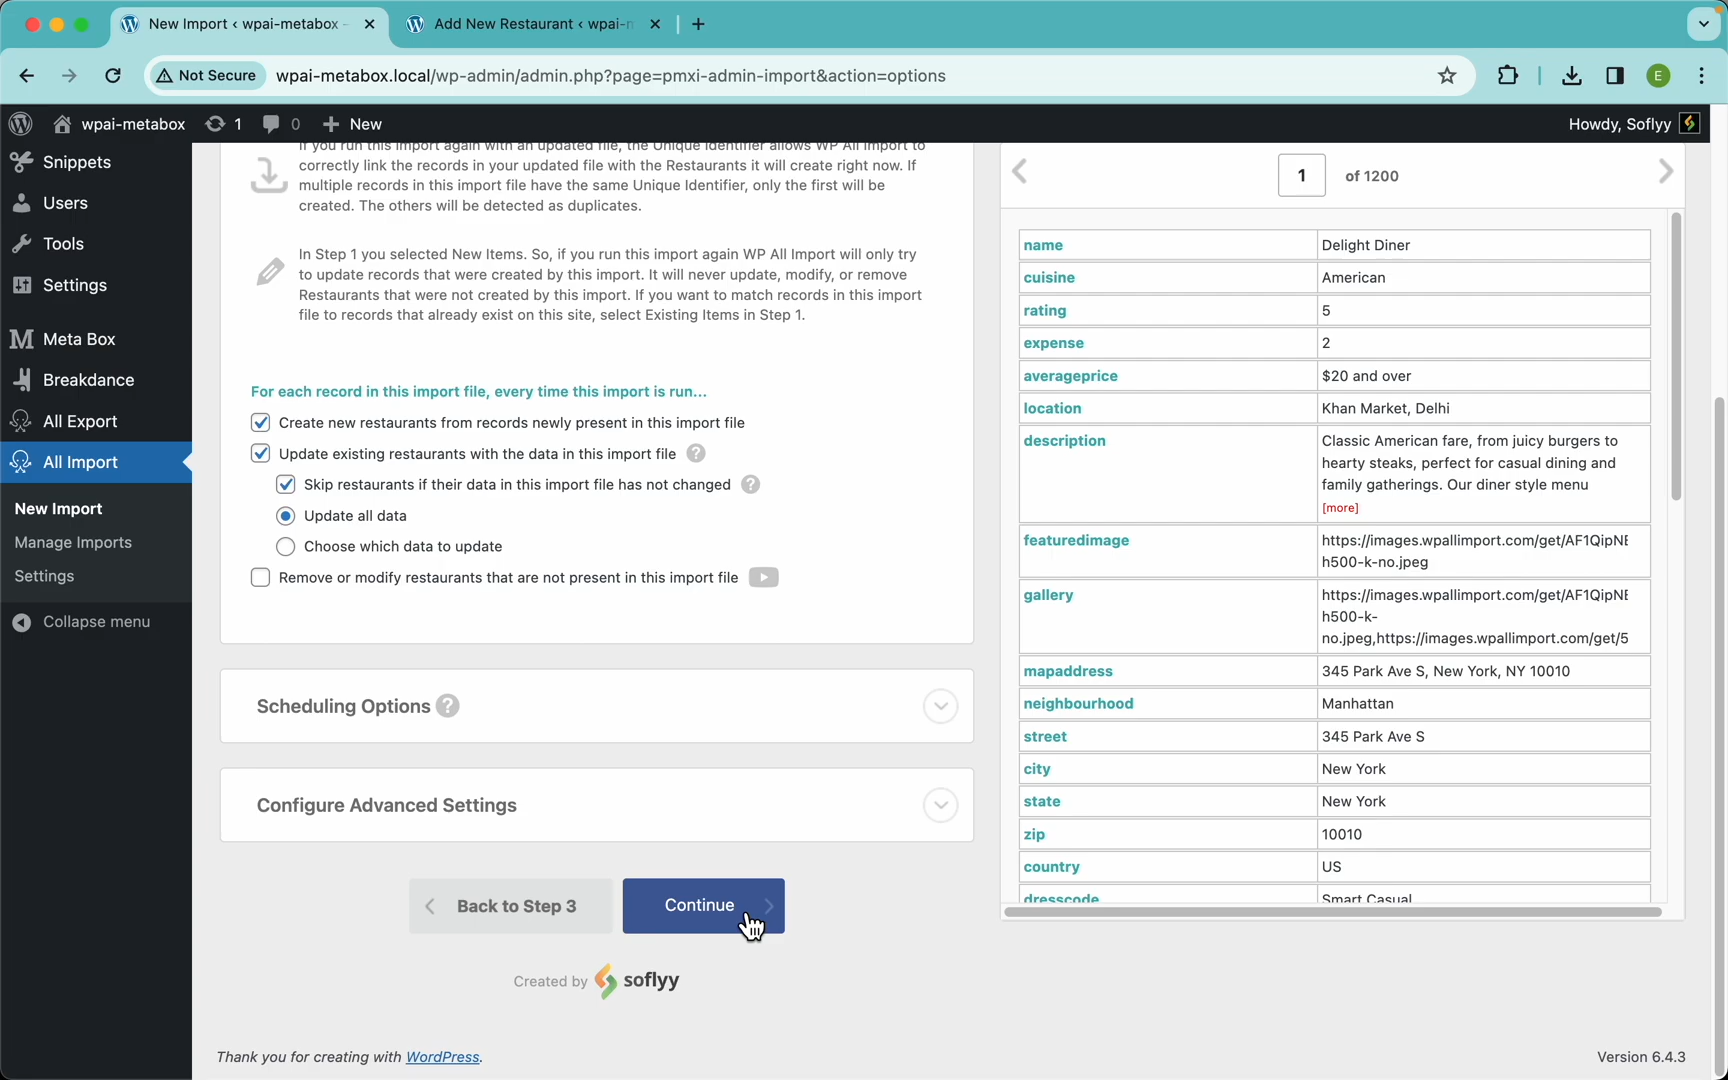 New Import ‹ wpai-metabox -
Add New Restaurant ‹ wpai-m
Not Secure
wpai-metabox.local/wp-admin/admin.php?page=pmxi-admin-import&action=options
E
wpai-metabox
1
0
New
Howdy, Soflyy
Snippets
Users
Tools
Settings
Meta Box
Breakdance
All Export
All Import
New Import
Manage Imports
Settings
Collapse menu
If you run this import again with an updated file, the Unique Identifier allows WP All Import to
correctly link the records in your updated file with the Restaurants it will create right now. If
multiple records in this import file have the same Unique Identifier, only the first will be
created. The others will be detected as duplicates.
In Step 1 you selected New Items. So, if you run this import again WP All Import will only try
to update records that were created by this import. It will never update, modify, or remove
Restaurants that were not created by this import. If you want to match records in this import
file to records that already exist on this site, select Existing Items in Step 1.
For each record in this import file, every time this import is run...
Create new restaurants from records newly present in this import file
Update existing restaurants with the data in this import file ?
Skip restaurants if their data in this import file has not changed ?
Update all data
Choose which data to update
Remove or modify restaurants that are not present in this import file
Scheduling Options ?
Configure Advanced Settings
Back to Step 3
Continue
Created by soflyy
Thank you for creating with WordPress.
Version 6.4.3
1 of 1200
name Delight Diner
cuisine American
rating 5
expense 2
averageprice $20 and over
location Khan Market, Delhi
description Classic American fare, from juicy burgers to
hearty steaks, perfect for casual dining and
family gatherings. Our diner style menu
[more]
featuredimage https://images.wpallimport.com/get/AF1QipNE
h500-k-no.jpeg
gallery https://images.wpallimport.com/get/AF1QipNE
h500-k-
no.jpeg,https://images.wpallimport.com/get/5
mapaddress 345 Park Ave S, New York, NY 10010
neighbourhood Manhattan
street 345 Park Ave S
city New York
state New York
zip 10010
country US
dresscode Smart Casual